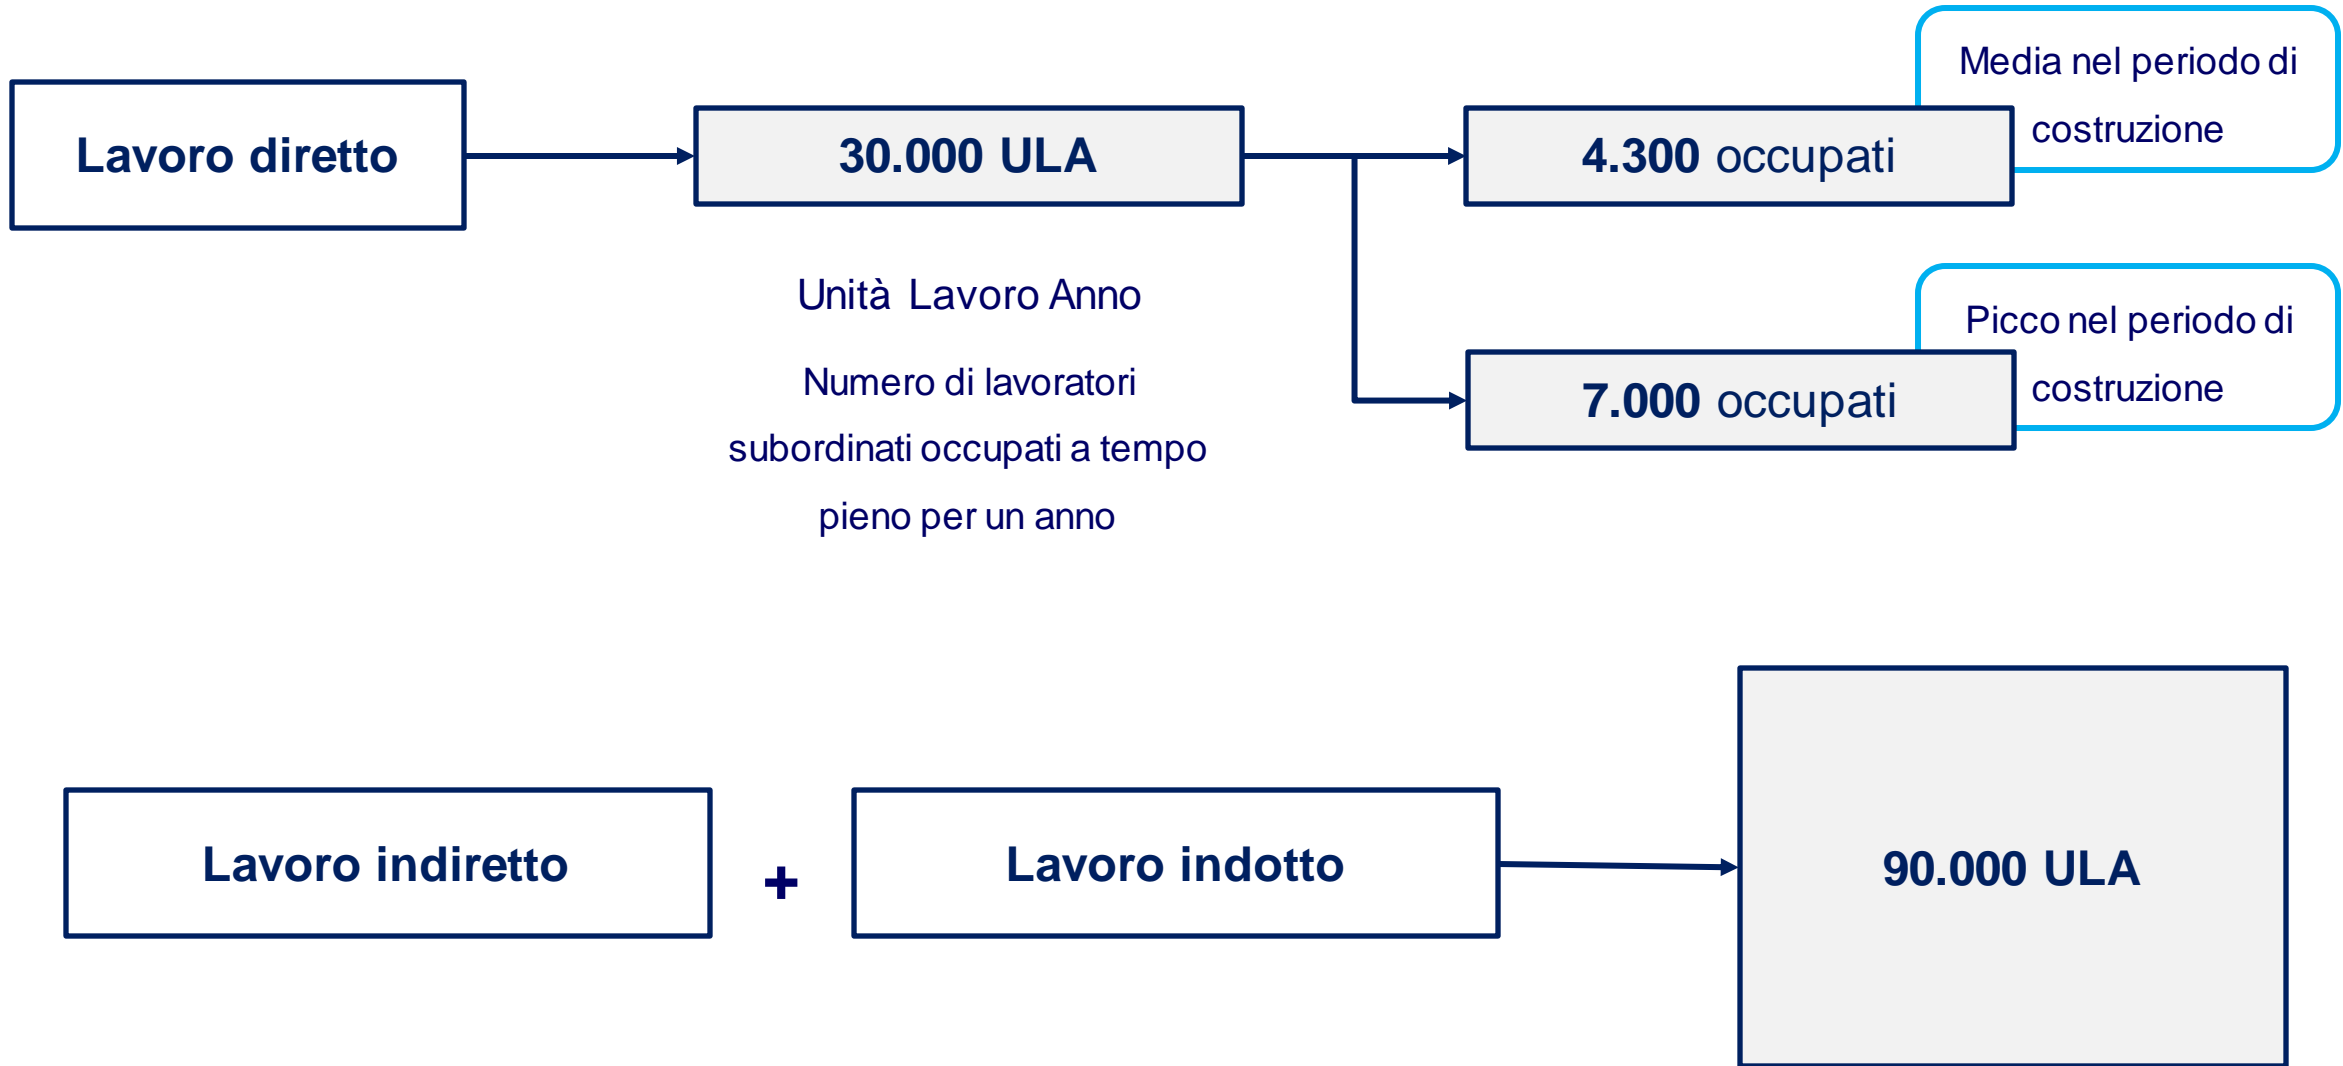 Lavoro diretto
30.000 ULA
4.300 occupati
Media nel periodo di
costruzione
Unità Lavoro Anno
Numero di lavoratori
subordinati occupati a tempo
pieno per un anno
7.000 occupati
Picco nel periodo di
costruzione
Lavoro indiretto
+
Lavoro indotto
90.000 ULA